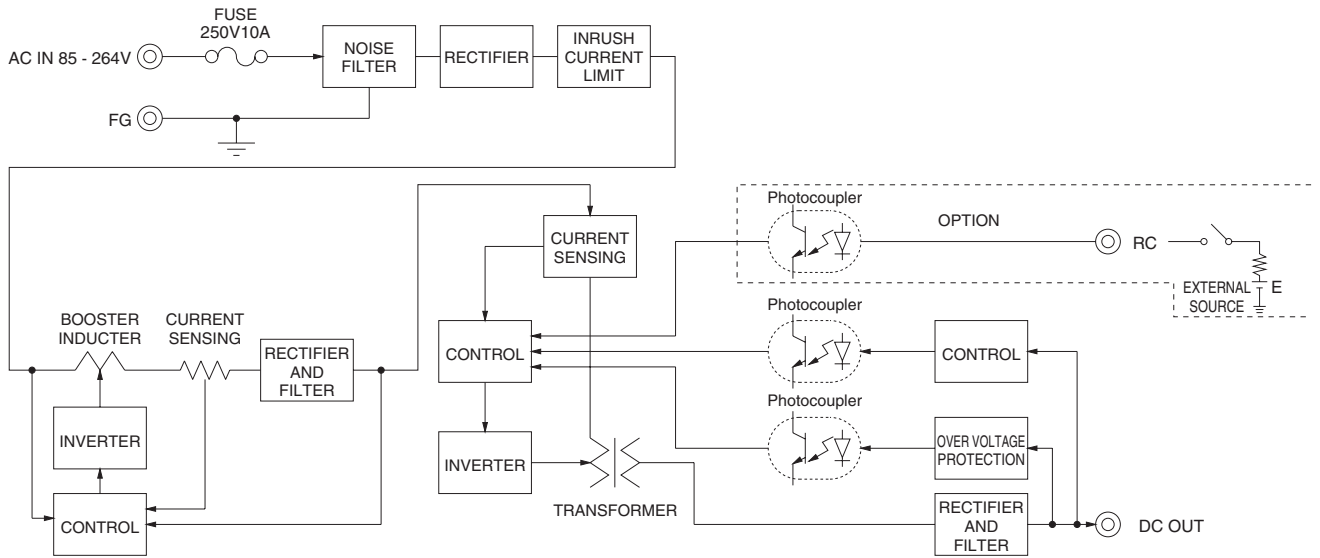 FUSE
250V10A
AC IN 85 - 264V
NOISE
FILTER
RECTIFIER
INRUSH
CURRENT
LIMIT
FG
Photocoupler
OPTION
RC
EXTERNAL
SOURCE
E
CURRENT
SENSING
BOOSTER
INDUCTER
CURRENT
SENSING
RECTIFIER
AND
FILTER
CONTROL
Photocoupler
CONTROL
Photocoupler
INVERTER
INVERTER
OVER VOLTAGE
PROTECTION
TRANSFORMER
CONTROL
RECTIFIER
AND
FILTER
DC OUT